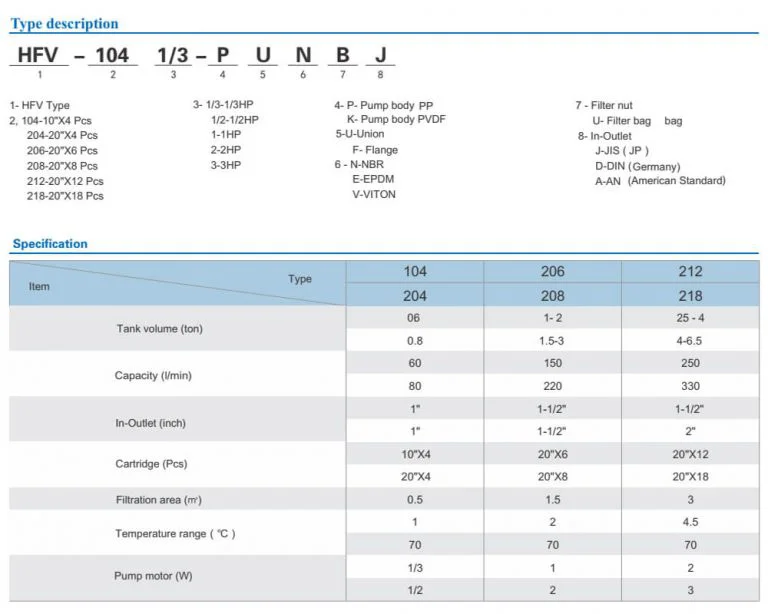 Type description
HFV – 104 1/3 – P U N B J
1 2 3 4 5 6 7 8
1- HFV Type
2, 104-10"X4 Pcs
204-20"X4 Pcs
206-20"X6 Pcs
208-20"X8 Pcs
212-20"X12 Pcs
218-20"X18 Pcs
3- 1/3-1/3HP
1/2-1/2HP
1-1HP
2-2HP
3-3HP
4- P- Pump body PP
K- Pump body PVDF
5-U-Union
F- Flange
6 - N-NBR
E-EPDM
V-VITON
7 - Filter nut
U- Filter bag bag
8- In-Outlet
J-JIS ( JP )
D-DIN (Germany)
A-AN (American Standard)
Specification
Item Type 104 206 212
204 208 218
Tank volume (ton) 06 1- 2 25 - 4
0.8 1.5-3 4-6.5
Capacity (l/min) 60 150 250
80 220 330
In-Outlet (inch) 1" 1-1/2" 1-1/2"
1" 1-1/2" 2"
Cartridge (Pcs) 10"X4 20"X6 20"X12
20"X4 20"X8 20"X18
Filtration area (㎡) 0.5 1.5 3
Temperature range ( ℃ ) 1 2 4.5
70 70 70
Pump motor (W) 1/3 1 2
1/2 2 3